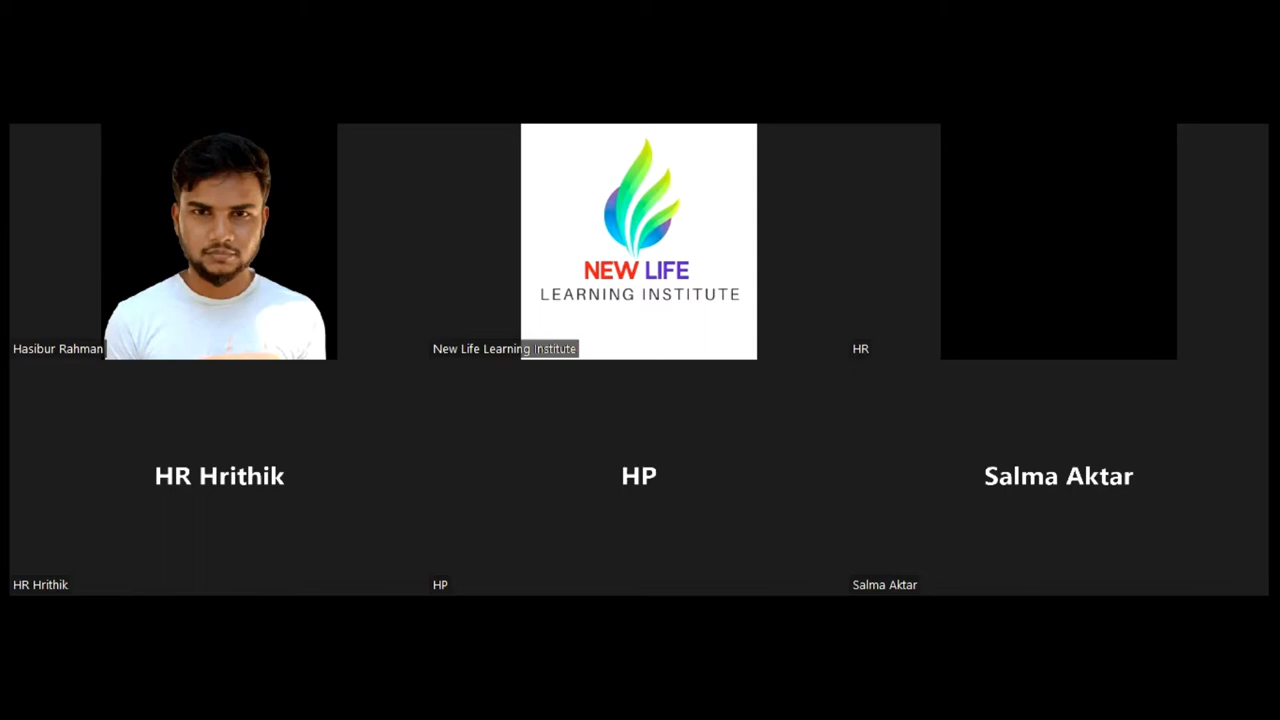 NEW LIFE
LEARNING INSTITUTE
Hasibur Rahman
New Life Learning Institute
HR
HR Hrithik
HP
Salma Aktar
HR Hrithik
HP
Salma Aktar